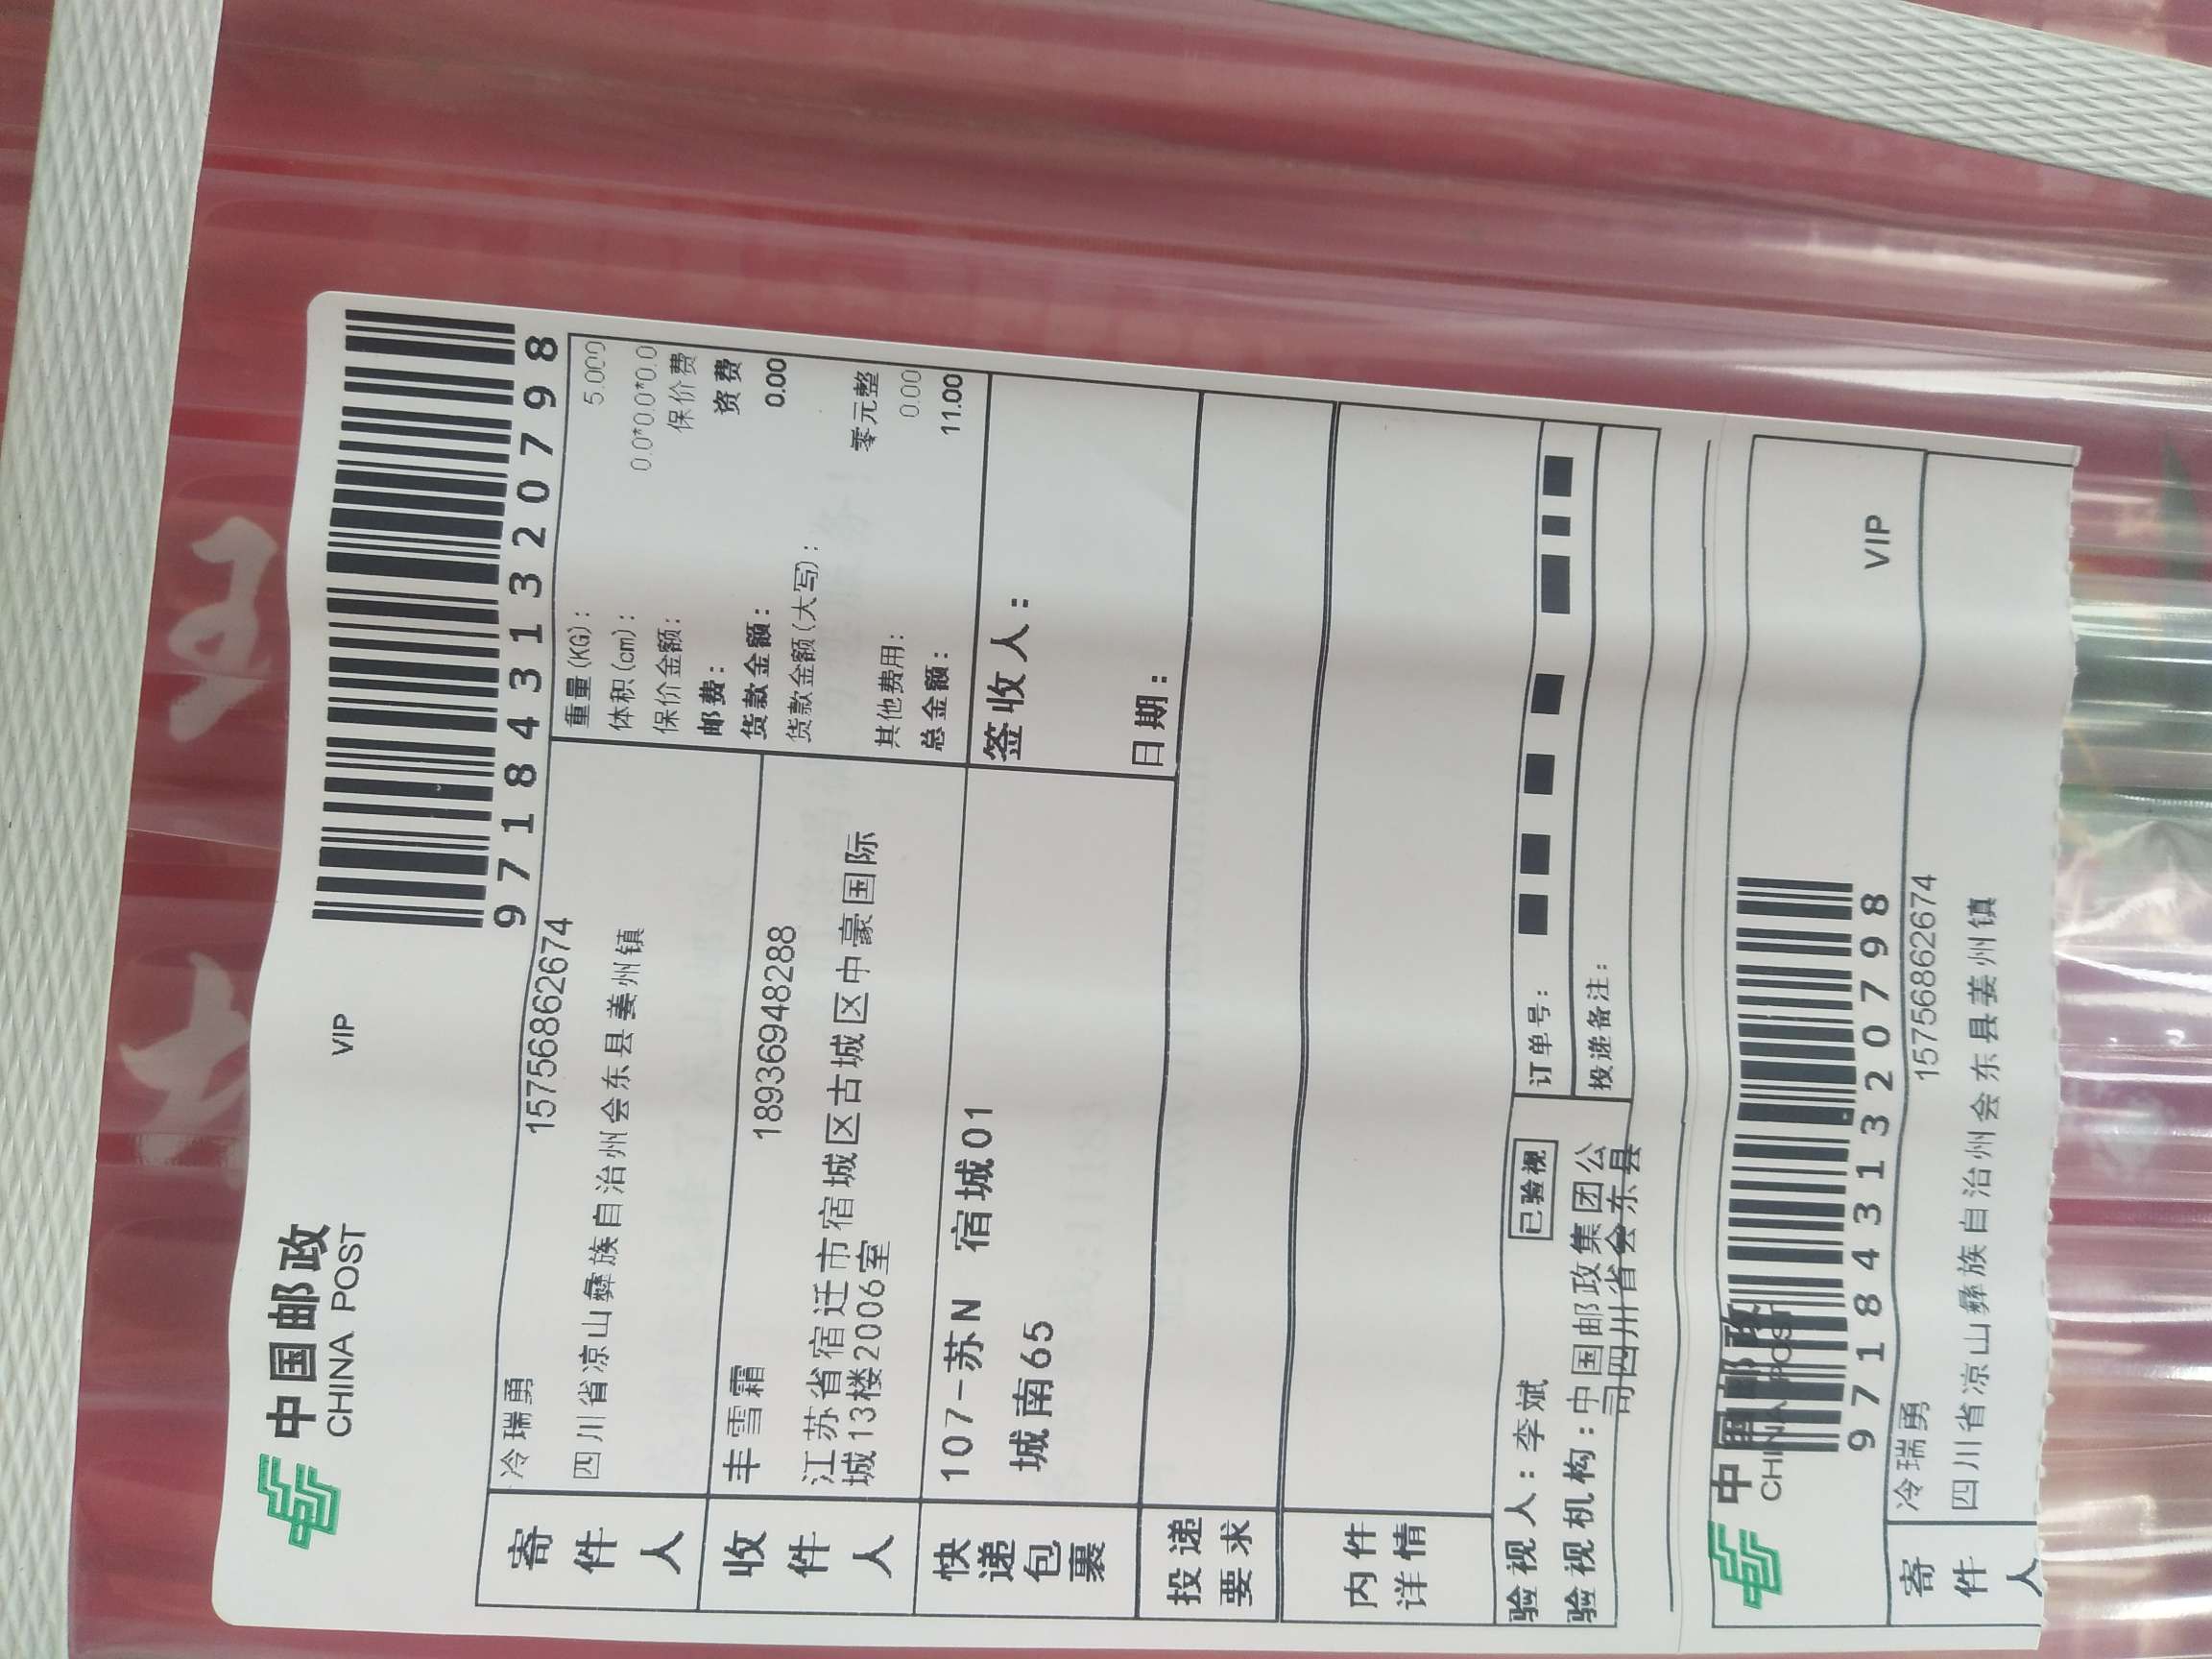 中国邮政
CHINA POST
VIP
9718431320798
寄件人
冷瑞勇 15756862674
四川省凉山彝族自治州会东县姜州镇
收件人
丰雪霜 18936948288
江苏省宿迁市宿城区古城区中豪国际
城13楼2006室
快递包裹
107-苏N 宿城01
城南65
重量(KG): 5.000
体积(cm): 0.0*0.0*0.0
保价金额: 保价费
邮费: 资费
货款金额: 0.00
货款金额(大写): 零元整
其他费用: 0.00
总金额: 11.00
签收人:
日期:
投递要求
内件详情
验视人:李斌 已验视
验视机构:中国邮政集团公
司四川省会东县
订单号:
投递备注:
中国邮政
CHINA POST
VIP
9718431320798
寄件人
冷瑞勇 15756862674
四川省凉山彝族自治州会东县姜州镇